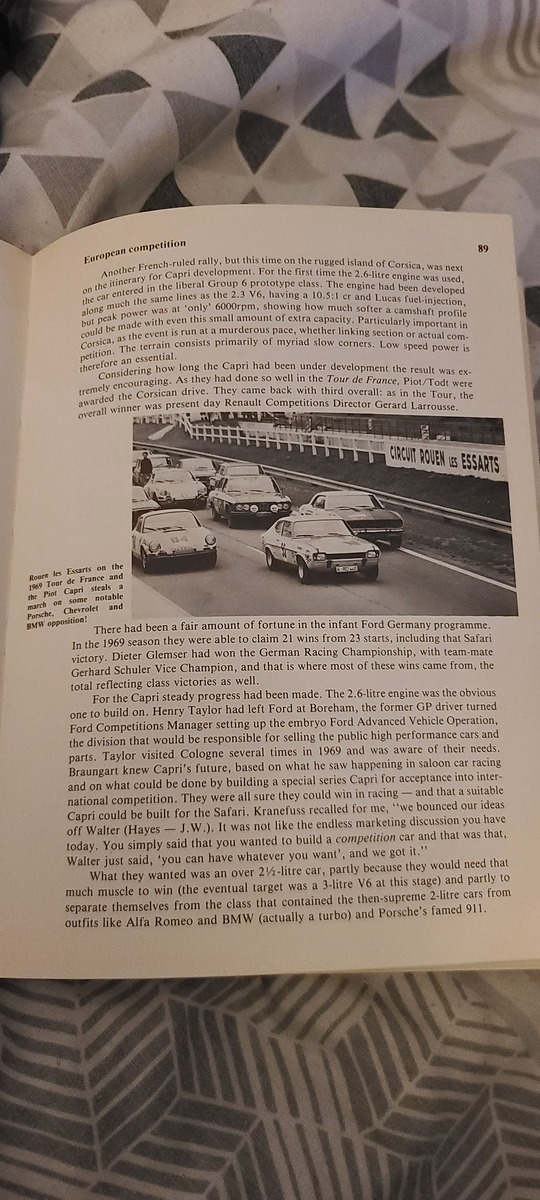 European competition
89
Another French-ruled rally, but this time on the rugged island of Corsica, was next
on the itinerary for Capri development. For the first time the 2.6-litre engine was used,
the car entered in the liberal Group 6 prototype class. The engine had been developed
along much the same lines as the 2.3 V6, having a 10.5:1 cr and Lucas fuel-injection,
but peak power was at ‘only’ 6000rpm, showing how much softer a camshaft profile
could be made with even this small amount of extra capacity. Particularly important in
Corsica, as the event is run at a murderous pace, whether linking section or actual com-
petition. The terrain consists primarily of myriad slow corners. Low speed power is
therefore an essential.
Considering how long the Capri had been under development the result was ex-
tremely encouraging. As they had done so well in the Tour de France, Piot/Todt were
awarded the Corsican drive. They came back with third overall: as in the Tour, the
overall winner was present day Renault Competitions Director Gerard Larrousse.
CIRCUIT ROUEN LES ESSARTS
84
Rouen les Essarts on the
1969 Tour de France and
the Piot Capri steals a
march on some notable
Porsche, Chevrolet and
BMW opposition!
There had been a fair amount of fortune in the infant Ford Germany programme.
In the 1969 season they were able to claim 21 wins from 23 starts, including that Safari
victory. Dieter Glemser had won the German Racing Championship, with team-mate
Gerhard Schuler Vice Champion, and that is where most of these wins came from, the
total reflecting class victories as well.
For the Capri steady progress had been made. The 2.6-litre engine was the obvious
one to build on. Henry Taylor had left Ford at Boreham, the former GP driver turned
Ford Competitions Manager setting up the embryo Ford Advanced Vehicle Operation,
the division that would be responsible for selling the public high performance cars and
parts. Taylor visited Cologne several times in 1969 and was aware of their needs.
Braungart knew Capri's future, based on what he saw happening in saloon car racing
and on what could be done by building a special series Capri for acceptance into inter-
national competition. They were all sure they could win in racing — and that a suitable
Capri could be built for the Safari. Kranefuss recalled for me, “we bounced our ideas
off Walter (Hayes — J.W.). It was not like the endless marketing discussion you have
today. You simply said that you wanted to build a competition car and that was that,
Walter just said, ‘you can have whatever you want’, and we got it.”
What they wanted was an over 2½-litre car, partly because they would need that
much muscle to win (the eventual target was a 3-litre V6 at this stage) and partly to
separate themselves from the class that contained the then-supreme 2-litre cars from
outfits like Alfa Romeo and BMW (actually a turbo) and Porsche's famed 911.